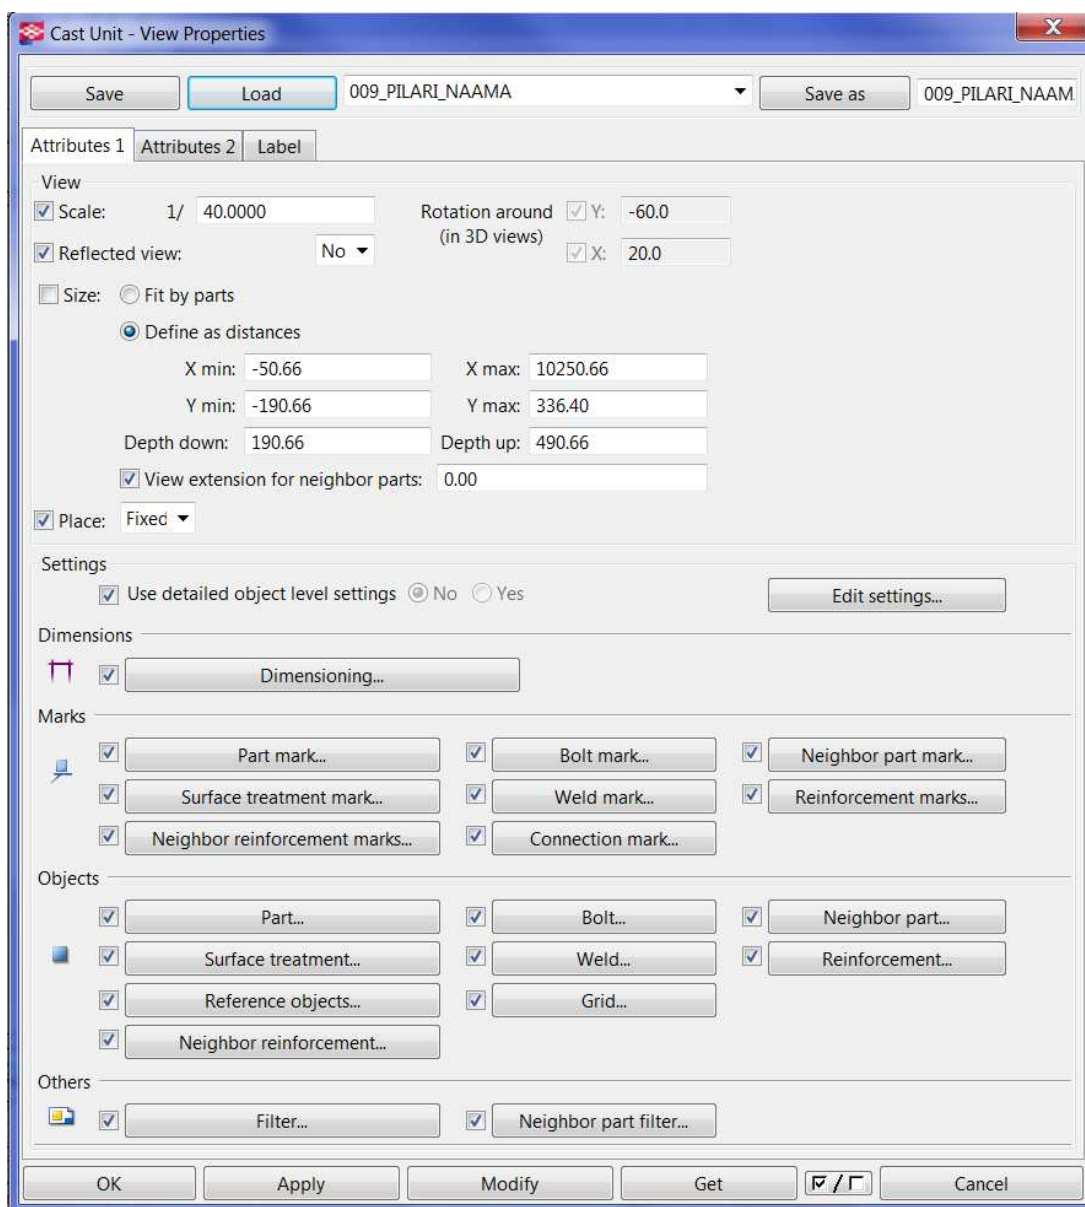 Cast Unit - View Properties
Save Load 009_PILARI_NAAMA Save as 009_PILARI_NAAM
Attributes 1 Attributes 2 Label
View
Scale: 1/ 40.0000 Rotation around Y: -60.0
(in 3D views)
Reflected view: No X: 20.0
Size: Fit by parts
Define as distances
X min: -50.66 X max: 10250.66
Y min: -190.66 Y max: 336.40
Depth down: 190.66 Depth up: 490.66
View extension for neighbor parts: 0.00
Place: Fixed
Settings
Use detailed object level settings No Yes Edit settings...
Dimensions
Dimensioning...
Marks
Part mark... Bolt mark... Neighbor part mark...
Surface treatment mark... Weld mark... Reinforcement marks...
Neighbor reinforcement marks... Connection mark...
Objects
Part... Bolt... Neighbor part...
Surface treatment... Weld... Reinforcement...
Reference objects... Grid...
Neighbor reinforcement...
Others
Filter... Neighbor part filter...
OK Apply Modify Get / Cancel